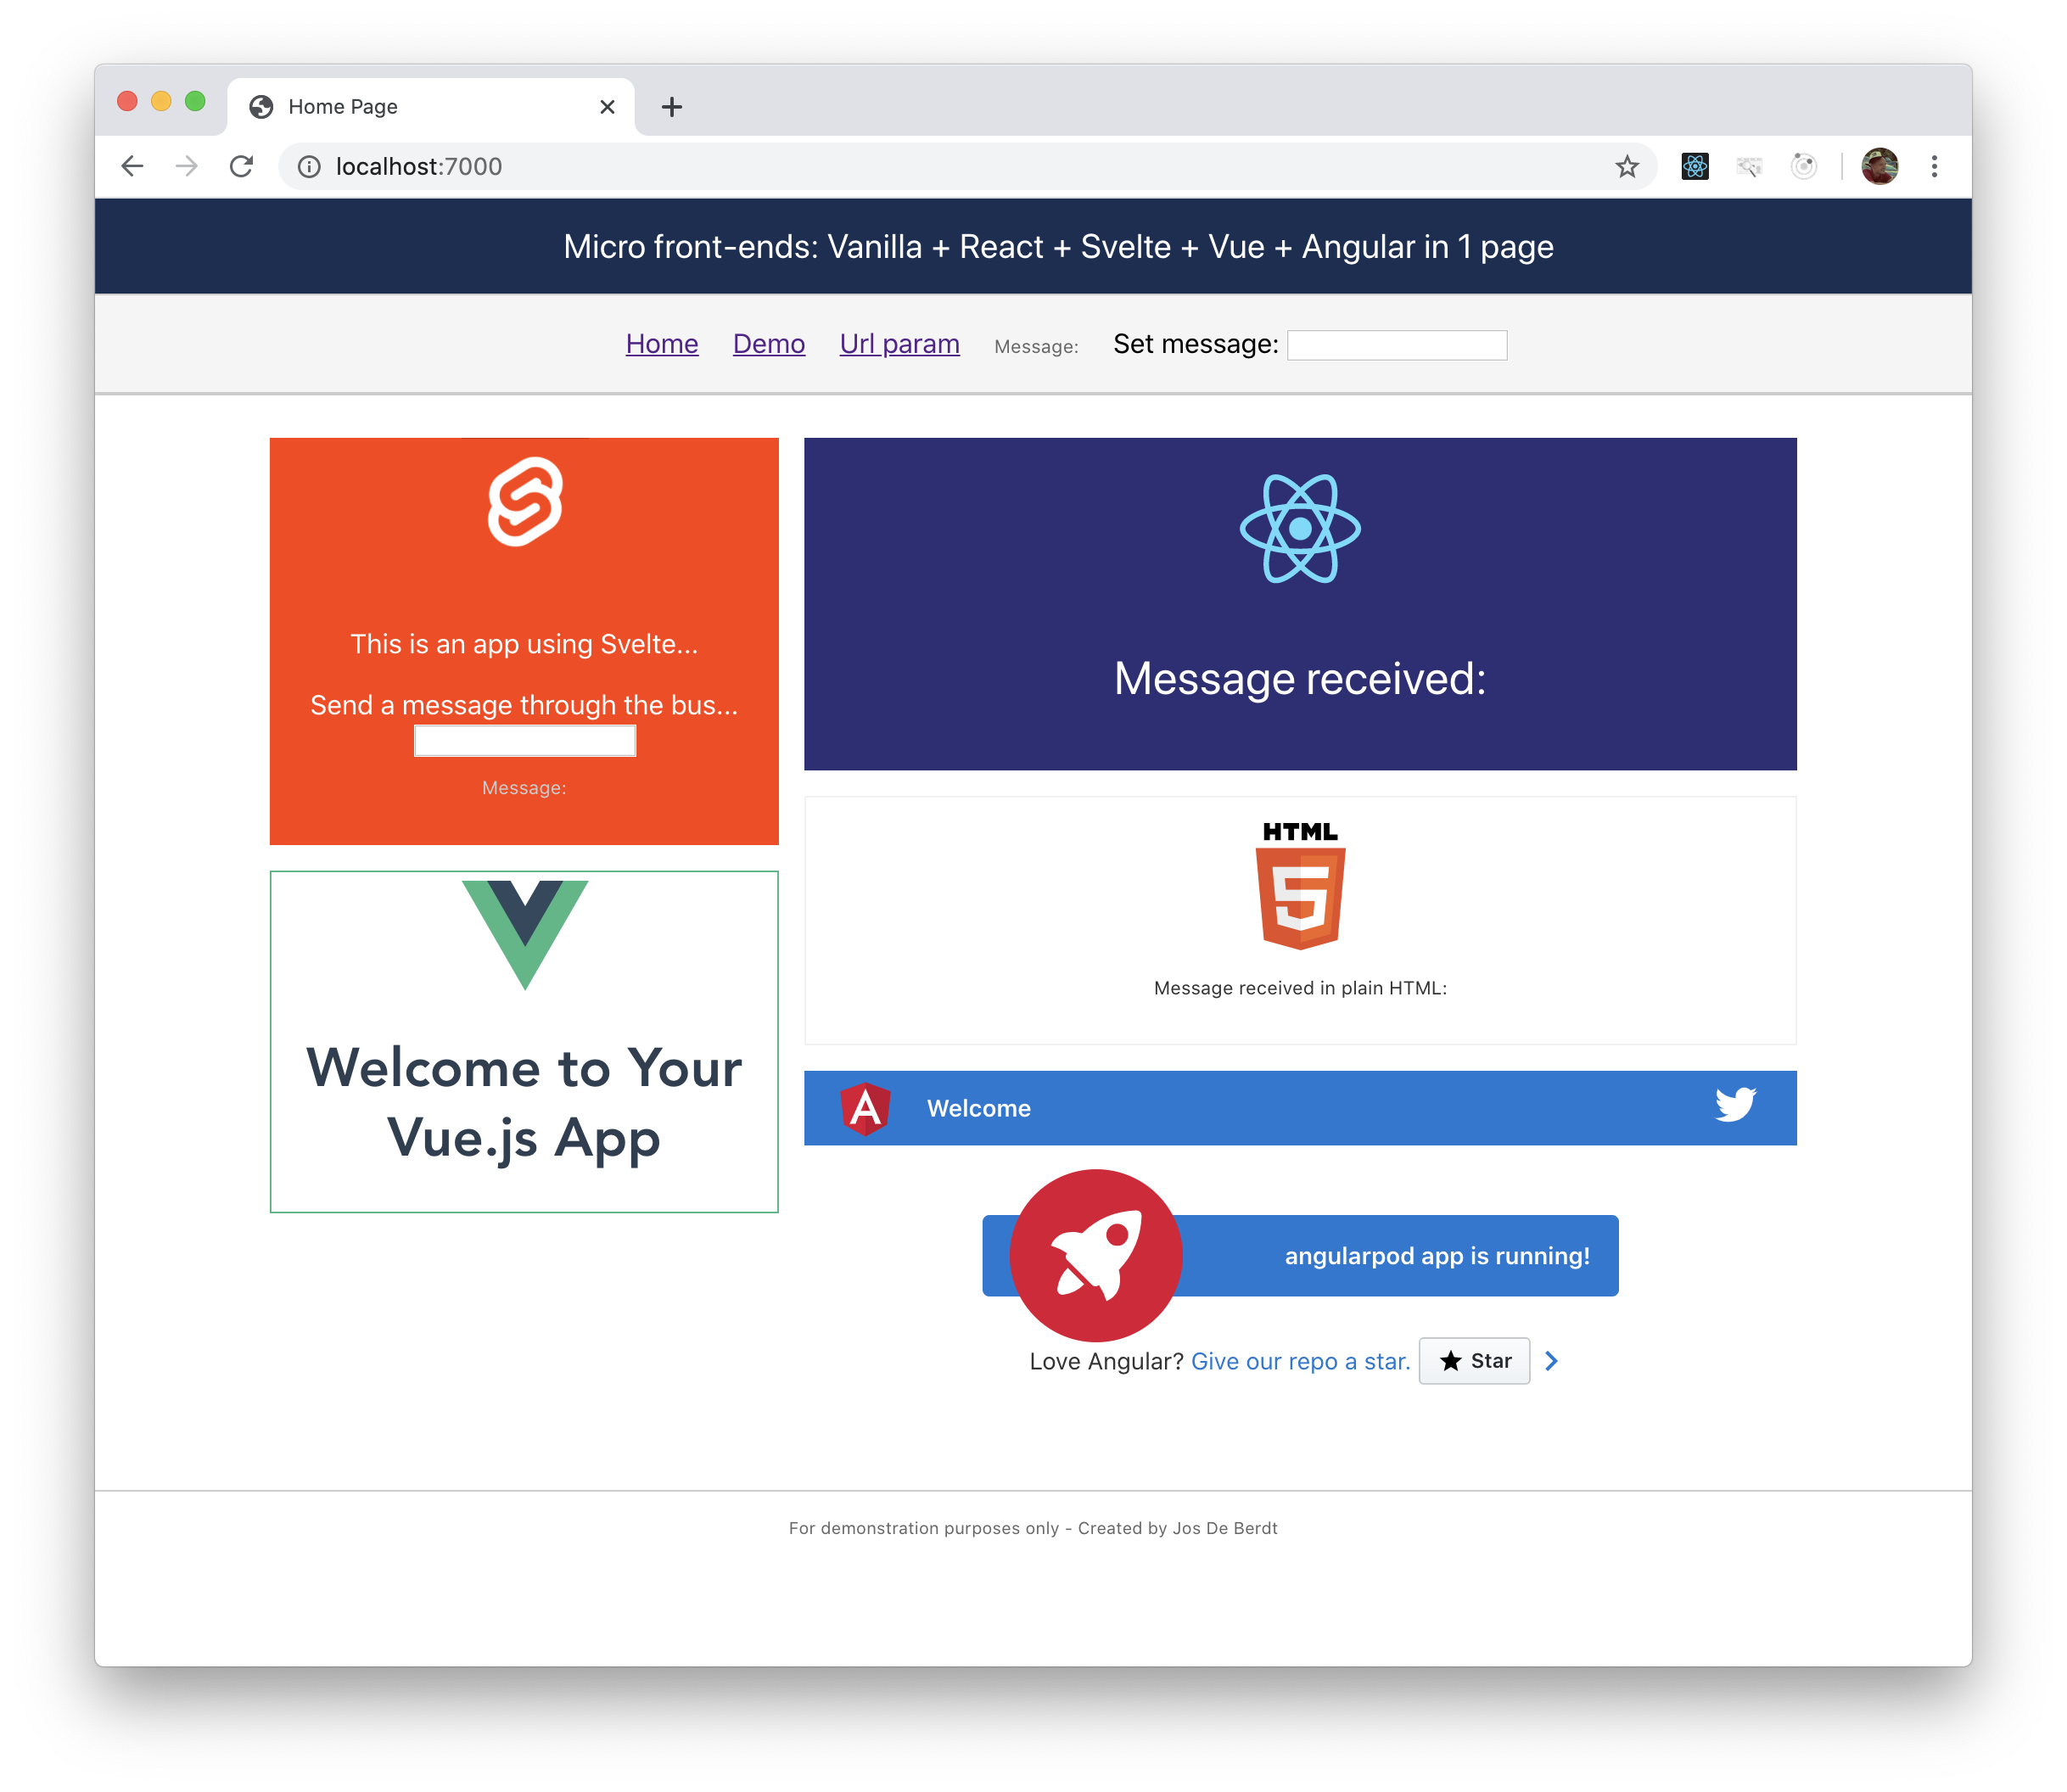 Home Page
localhost:7000
Micro front-ends: Vanilla + React + Svelte + Vue + Angular in 1 page
Home Demo Url param Message: Set message:
This is an app using Svelte...
Send a message through the bus...
Message:
Message received:
HTML
Message received in plain HTML:
Welcome to Your
Vue.js App
Welcome
angularpod app is running!
Love Angular? Give our repo a star. Star
For demonstration purposes only - Created by Jos De Berdt